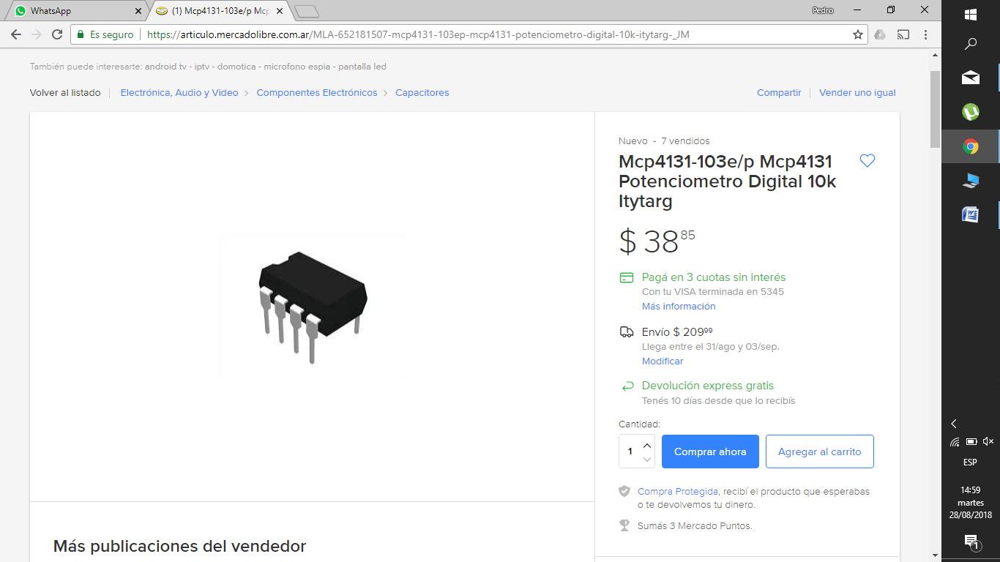 WhatsApp
(1) Mcp4131-103e/p Mcp
Pedro
Es seguro
https://articulo.mercadolibre.com.ar/MLA-652181507-mcp4131-103ep-mcp4131-potenciometro-digital-10k-itytarg-_JM
También puede interesarte: android tv - iptv - domotica - microfono espia - pantalla led
Volver al listado
Electrónica, Audio y Video
Componentes Electrónicos
Capacitores
Compartir
Vender uno igual
Nuevo - 7 vendidos
Mcp4131-103e/p Mcp4131
Potenciometro Digital 10k
Itytarg
$ 38 85
Pagá en 3 cuotas sin interés
Con tu VISA terminada en 5345
Más información
Envío $ 209 99
Llega entre el 31/ago y 03/sep.
Modificar
Devolución express gratis
Tenés 10 días desde que lo recibís
Cantidad:
1
Comprar ahora
Agregar al carrito
Compra Protegida, recibí el producto que esperabas
o te devolvemos tu dinero.
Sumás 3 Mercado Puntos.
Más publicaciones del vendedor
ESP
14:59
martes
28/08/2018
1